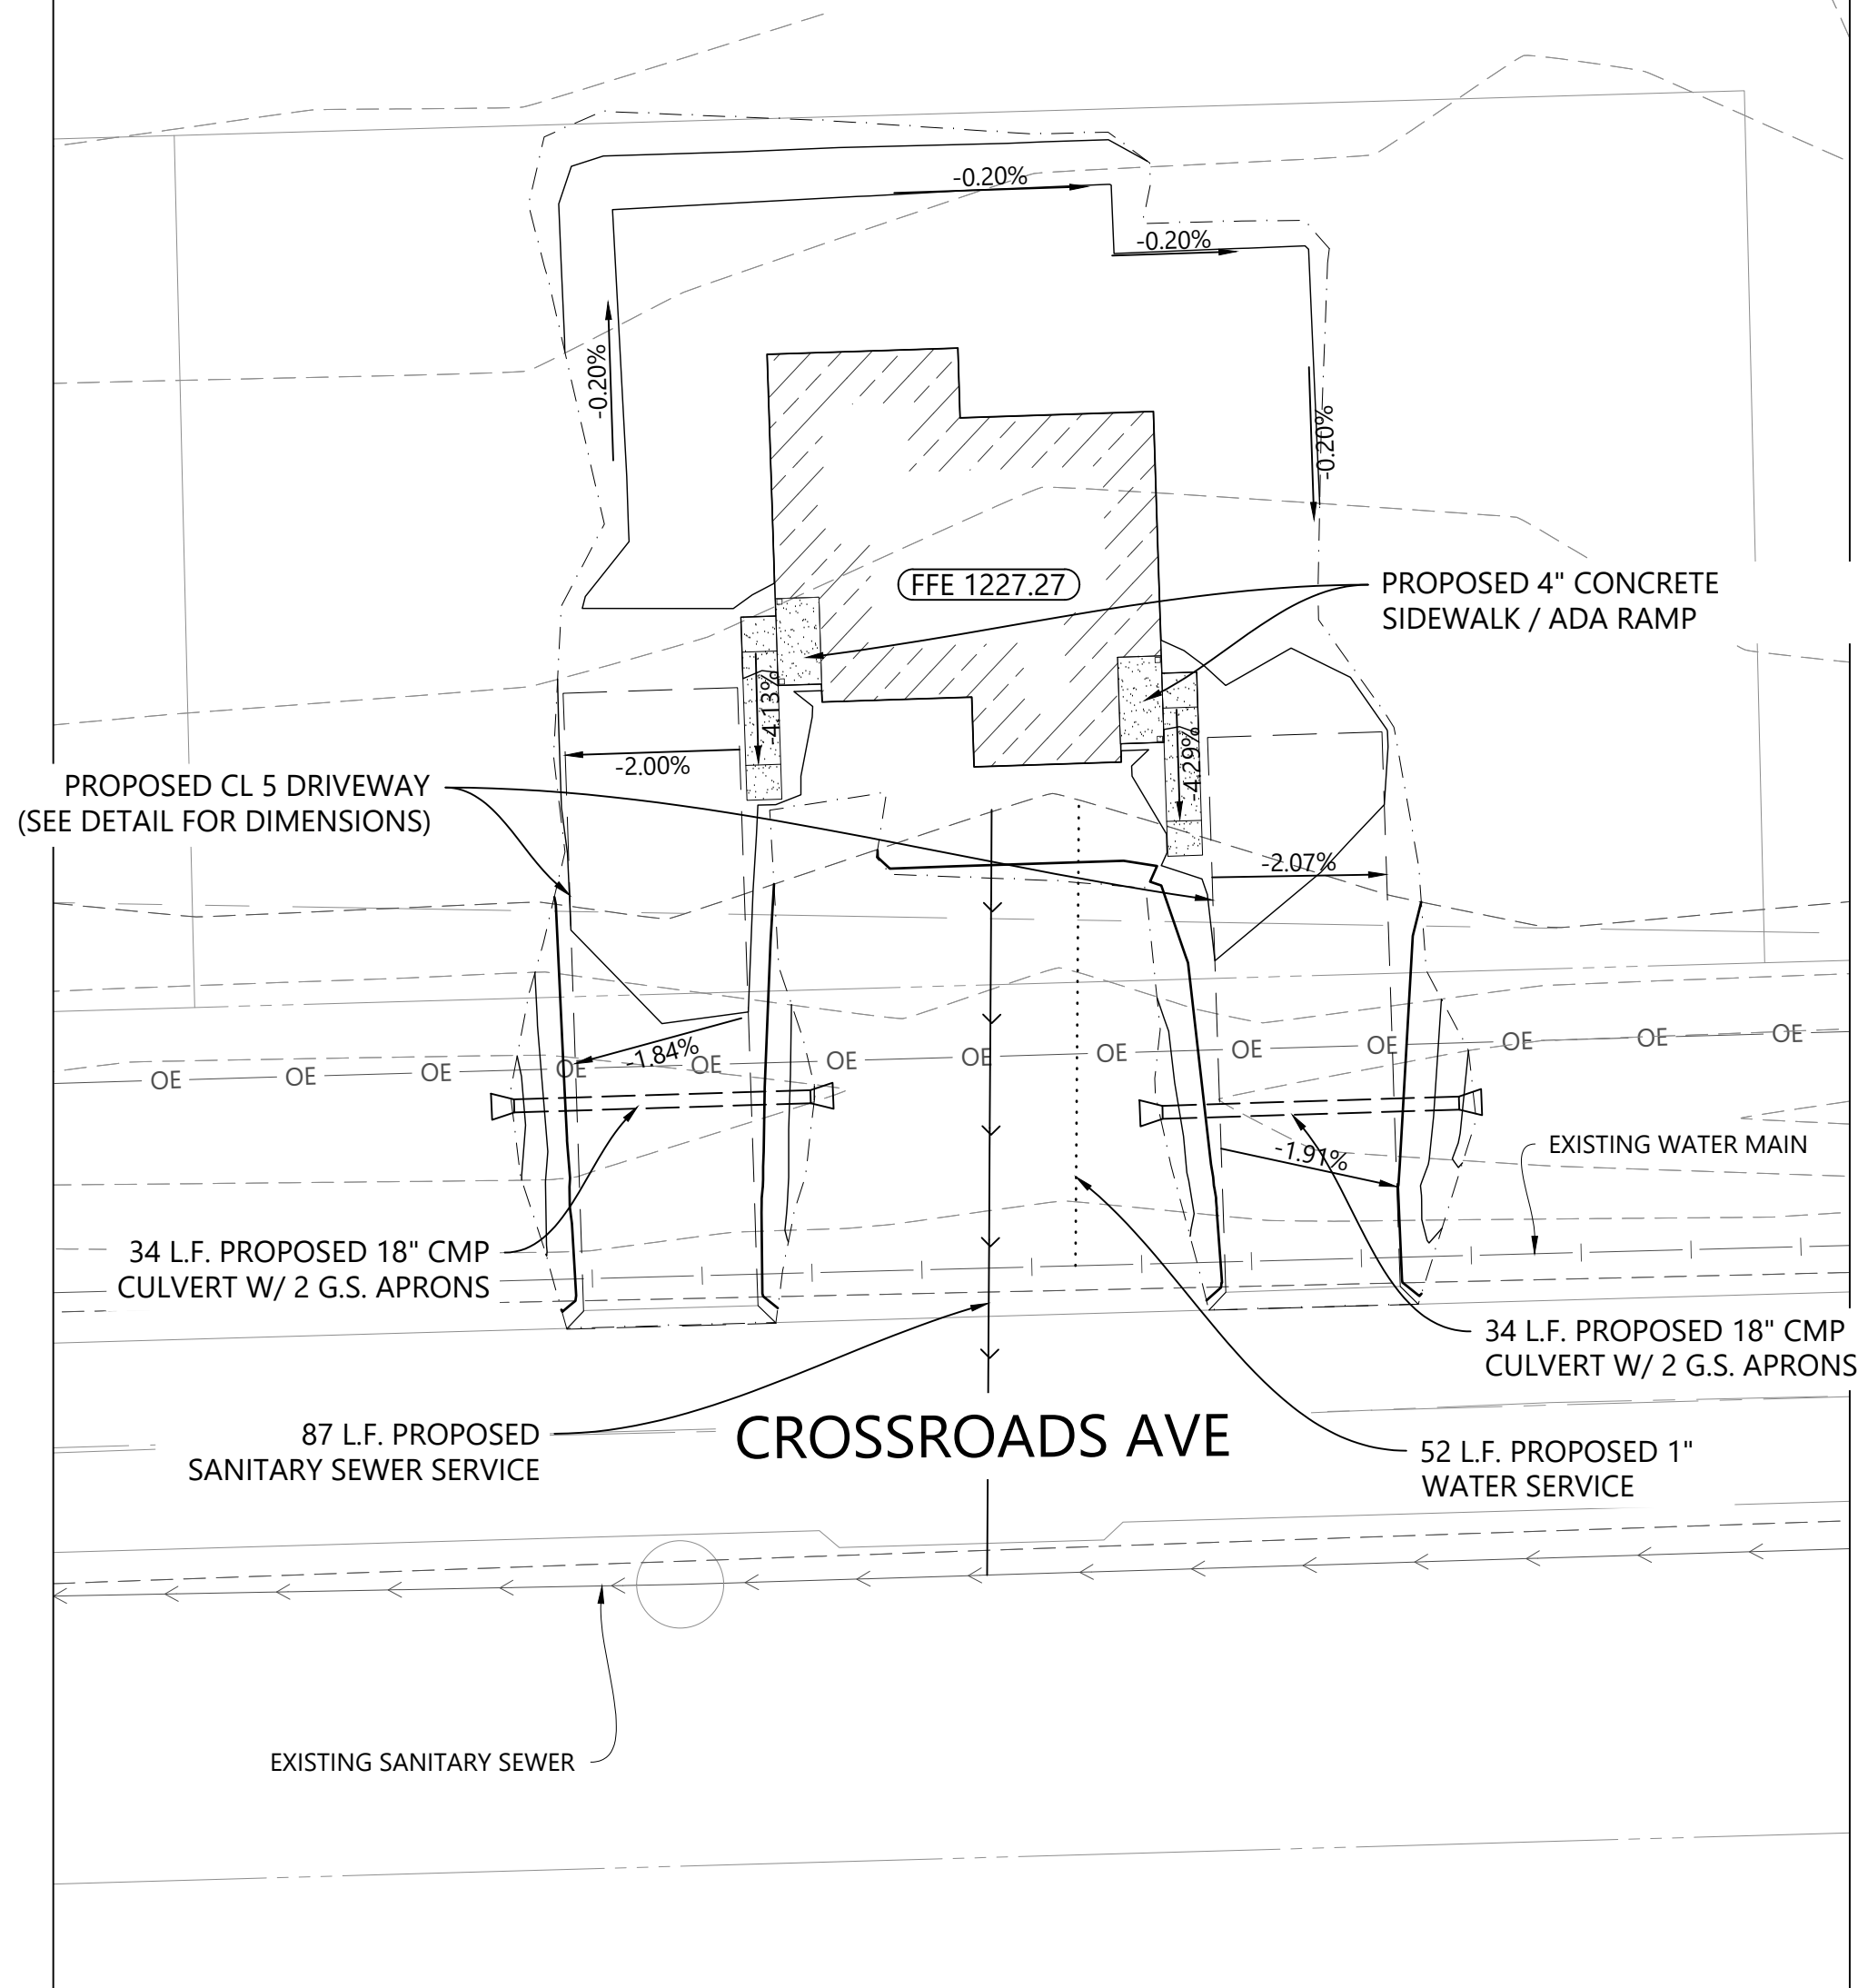 -0.20%
-0.20%
-0.20%
-0.20%
FFE 1227.27
PROPOSED 4" CONCRETE
SIDEWALK / ADA RAMP
-4.13%
-4.29%
-2.00%
PROPOSED CL 5 DRIVEWAY
(SEE DETAIL FOR DIMENSIONS)
-2.07%
-1.84%
OE OE OE OE OE OE OE OE OE OE OE OE OE
EXISTING WATER MAIN
-1.91%
34 L.F. PROPOSED 18" CMP
CULVERT W/ 2 G.S. APRONS
34 L.F. PROPOSED 18" CMP
CULVERT W/ 2 G.S. APRONS
87 L.F. PROPOSED
SANITARY SEWER SERVICE
CROSSROADS AVE
52 L.F. PROPOSED 1"
WATER SERVICE
EXISTING SANITARY SEWER